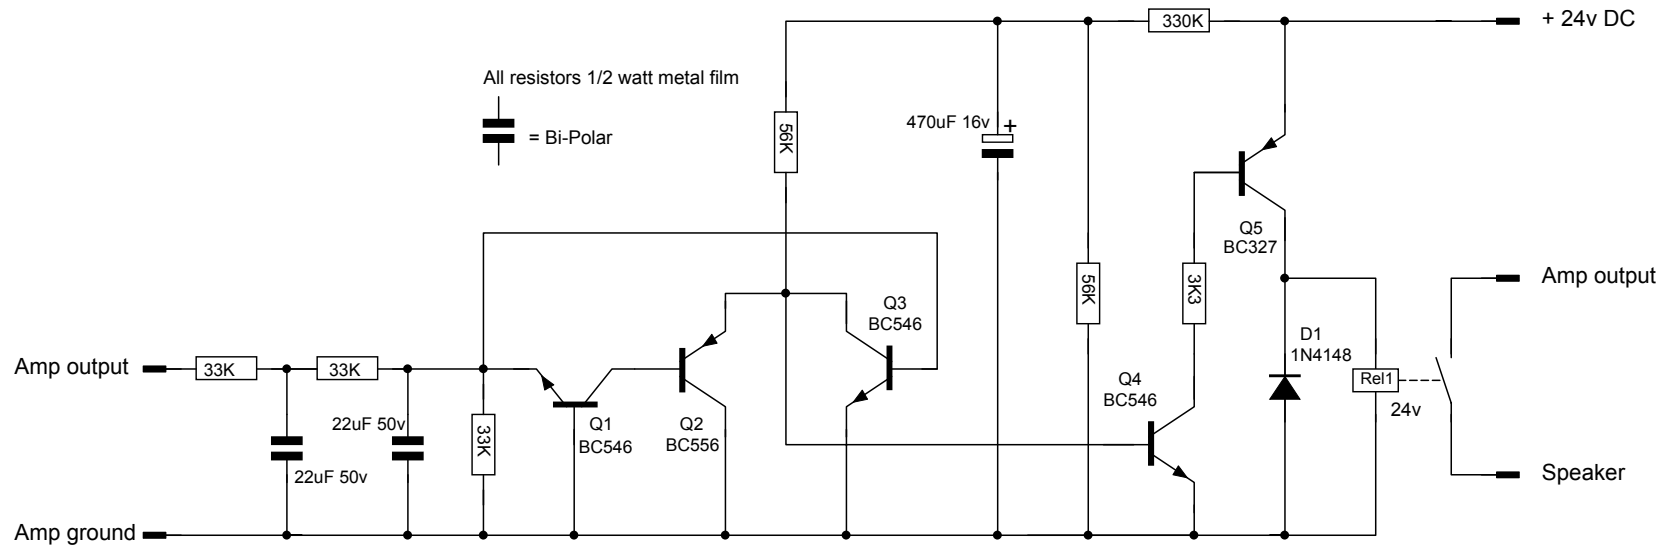 + 24v DC
330K
All resistors 1/2 watt metal film
= Bi-Polar
56K
470uF 16v
+
Q5
BC327
56K
3K3
Amp output
Q3
BC546
D1
1N4148
Amp output
33K
33K
Rel1
24v
Q4
BC546
22uF 50v
33K
Q1
BC546
Q2
BC556
22uF 50v
Speaker
Amp ground